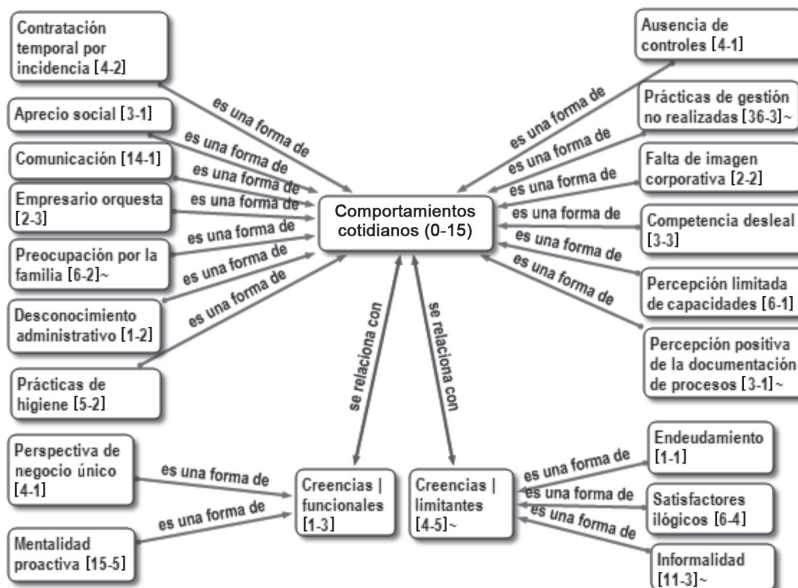 Contratación
temporal por
incidencia [4-2]
Aprecio social [3-1]
Comunicación [14-1]
Empresario orquesta
[2-3]
Preocupación por la
familia [6-2]~
Desconocimiento
administrativo [1-2]
Prácticas de
higiene [5-2]
es una forma de
es una forma de
es una forma de
es una forma de
es una forma de
es una forma de
es una forma de
Comportamientos
cotidianos (0-15)
Ausencia de
controles [4-1]
Prácticas de gestión
no realizadas [36-3]~
Falta de imagen
corporativa [2-2]
Competencia desleal
[3-3]
Percepción limitada
de capacidades [6-1]
Percepción positiva
de la documentación
de procesos [3-1]~
es una forma de
es una forma de
es una forma de
es una forma de
es una forma de
es una forma de
se relaciona con
se relaciona con
Perspectiva de
negocio único
[4-1]
Mentalidad
proactiva [15-5]
es una forma de
es una forma de
Creencias |
funcionales
[1-3]
Creencias |
limitantes
[4-5]~
es una forma de
es una forma de
es una forma de
Endeudamiento
[1-1]
Satisfactores
ilógicos [6-4]
Informalidad
[11-3]~